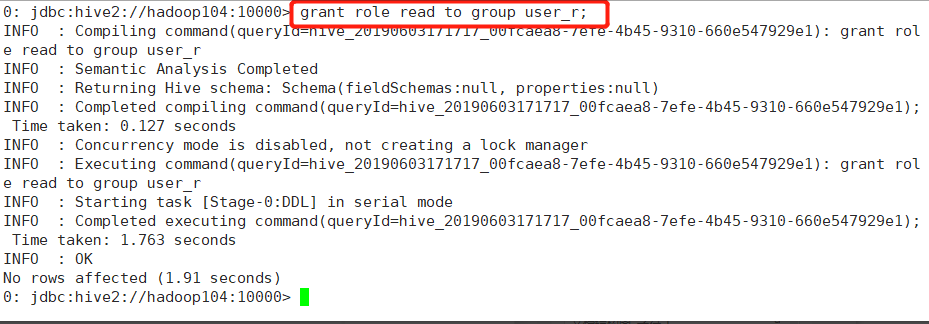 0: jdbc:hive2://hadoop104:10000> grant role read to group user_r;
INFO  : Compiling command(queryId=hive_20190603171717_00fcaea8-7efe-4b45-9310-660e547929e1): grant rol
e read to group user_r
INFO  : Semantic Analysis Completed
INFO  : Returning Hive schema: Schema(fieldSchemas:null, properties:null)
INFO  : Completed compiling command(queryId=hive_20190603171717_00fcaea8-7efe-4b45-9310-660e547929e1);
 Time taken: 0.127 seconds
INFO  : Concurrency mode is disabled, not creating a lock manager
INFO  : Executing command(queryId=hive_20190603171717_00fcaea8-7efe-4b45-9310-660e547929e1): grant rol
e read to group user_r
INFO  : Starting task [Stage-0:DDL] in serial mode
INFO  : Completed executing command(queryId=hive_20190603171717_00fcaea8-7efe-4b45-9310-660e547929e1);
 Time taken: 1.763 seconds
INFO  : OK
No rows affected (1.91 seconds)
0: jdbc:hive2://hadoop104:10000>